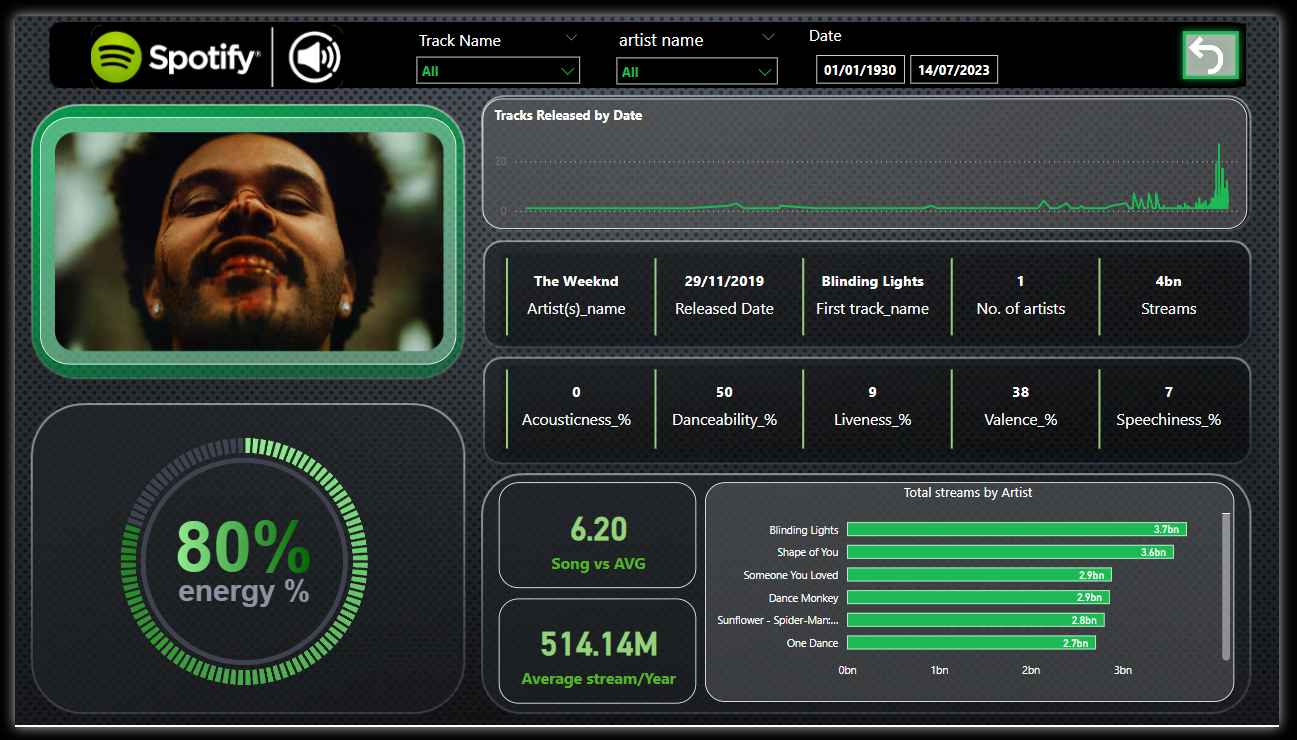 Spotify®
Track Name
All
artist name
All
Date
01/01/1930
14/07/2023
Tracks Released by Date
20
0
The Weeknd
Artist(s)_name
29/11/2019
Released Date
Blinding Lights
First track_name
1
No. of artists
4bn
Streams
0
Acousticness_%
50
Danceability_%
9
Liveness_%
38
Valence_%
7
Speechiness_%
80%
energy %
6.20
Song vs AVG
514.14M
Average stream/Year
Total streams by Artist
Blinding Lights 3.7bn
Shape of You 3.6bn
Someone You Loved 2.9bn
Dance Monkey 2.9bn
Sunflower - Spider-Man:... 2.8bn
One Dance 2.7bn
0bn 1bn 2bn 3bn